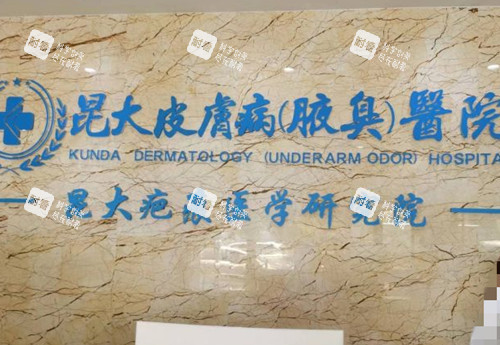 昆大皮膚病(腋臭)醫院
KUNDA DERMATOLOGY (UNDERARM ODOR) HOSPITA
昆大疤痕医学研究院